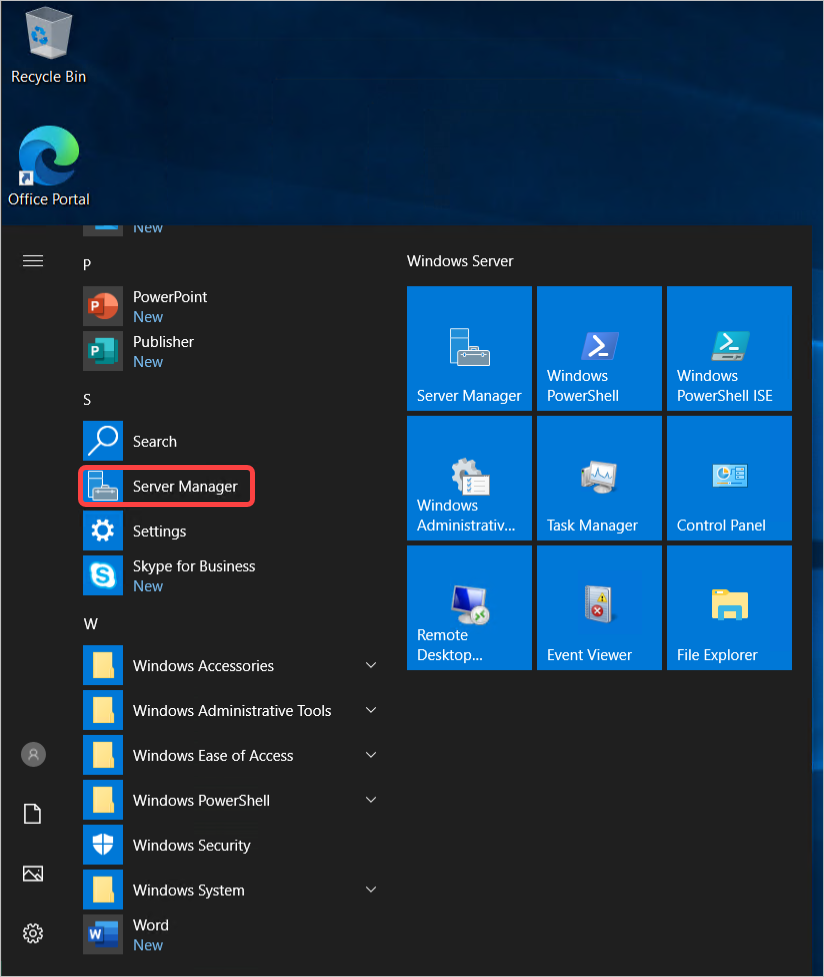 Recycle Bin
Office Portal
New
P
PowerPoint
New
Publisher
New
S
Search
Server Manager
Settings
Skype for Business
New
W
Windows Accessories
Windows Administrative Tools
Windows Ease of Access
Windows PowerShell
Windows Security
Windows System
Word
New
Windows Server
Server Manager
Windows
PowerShell
Windows
PowerShell ISE
Windows
Administrativ...
Task Manager
Control Panel
Remote
Desktop...
Event Viewer
File Explorer